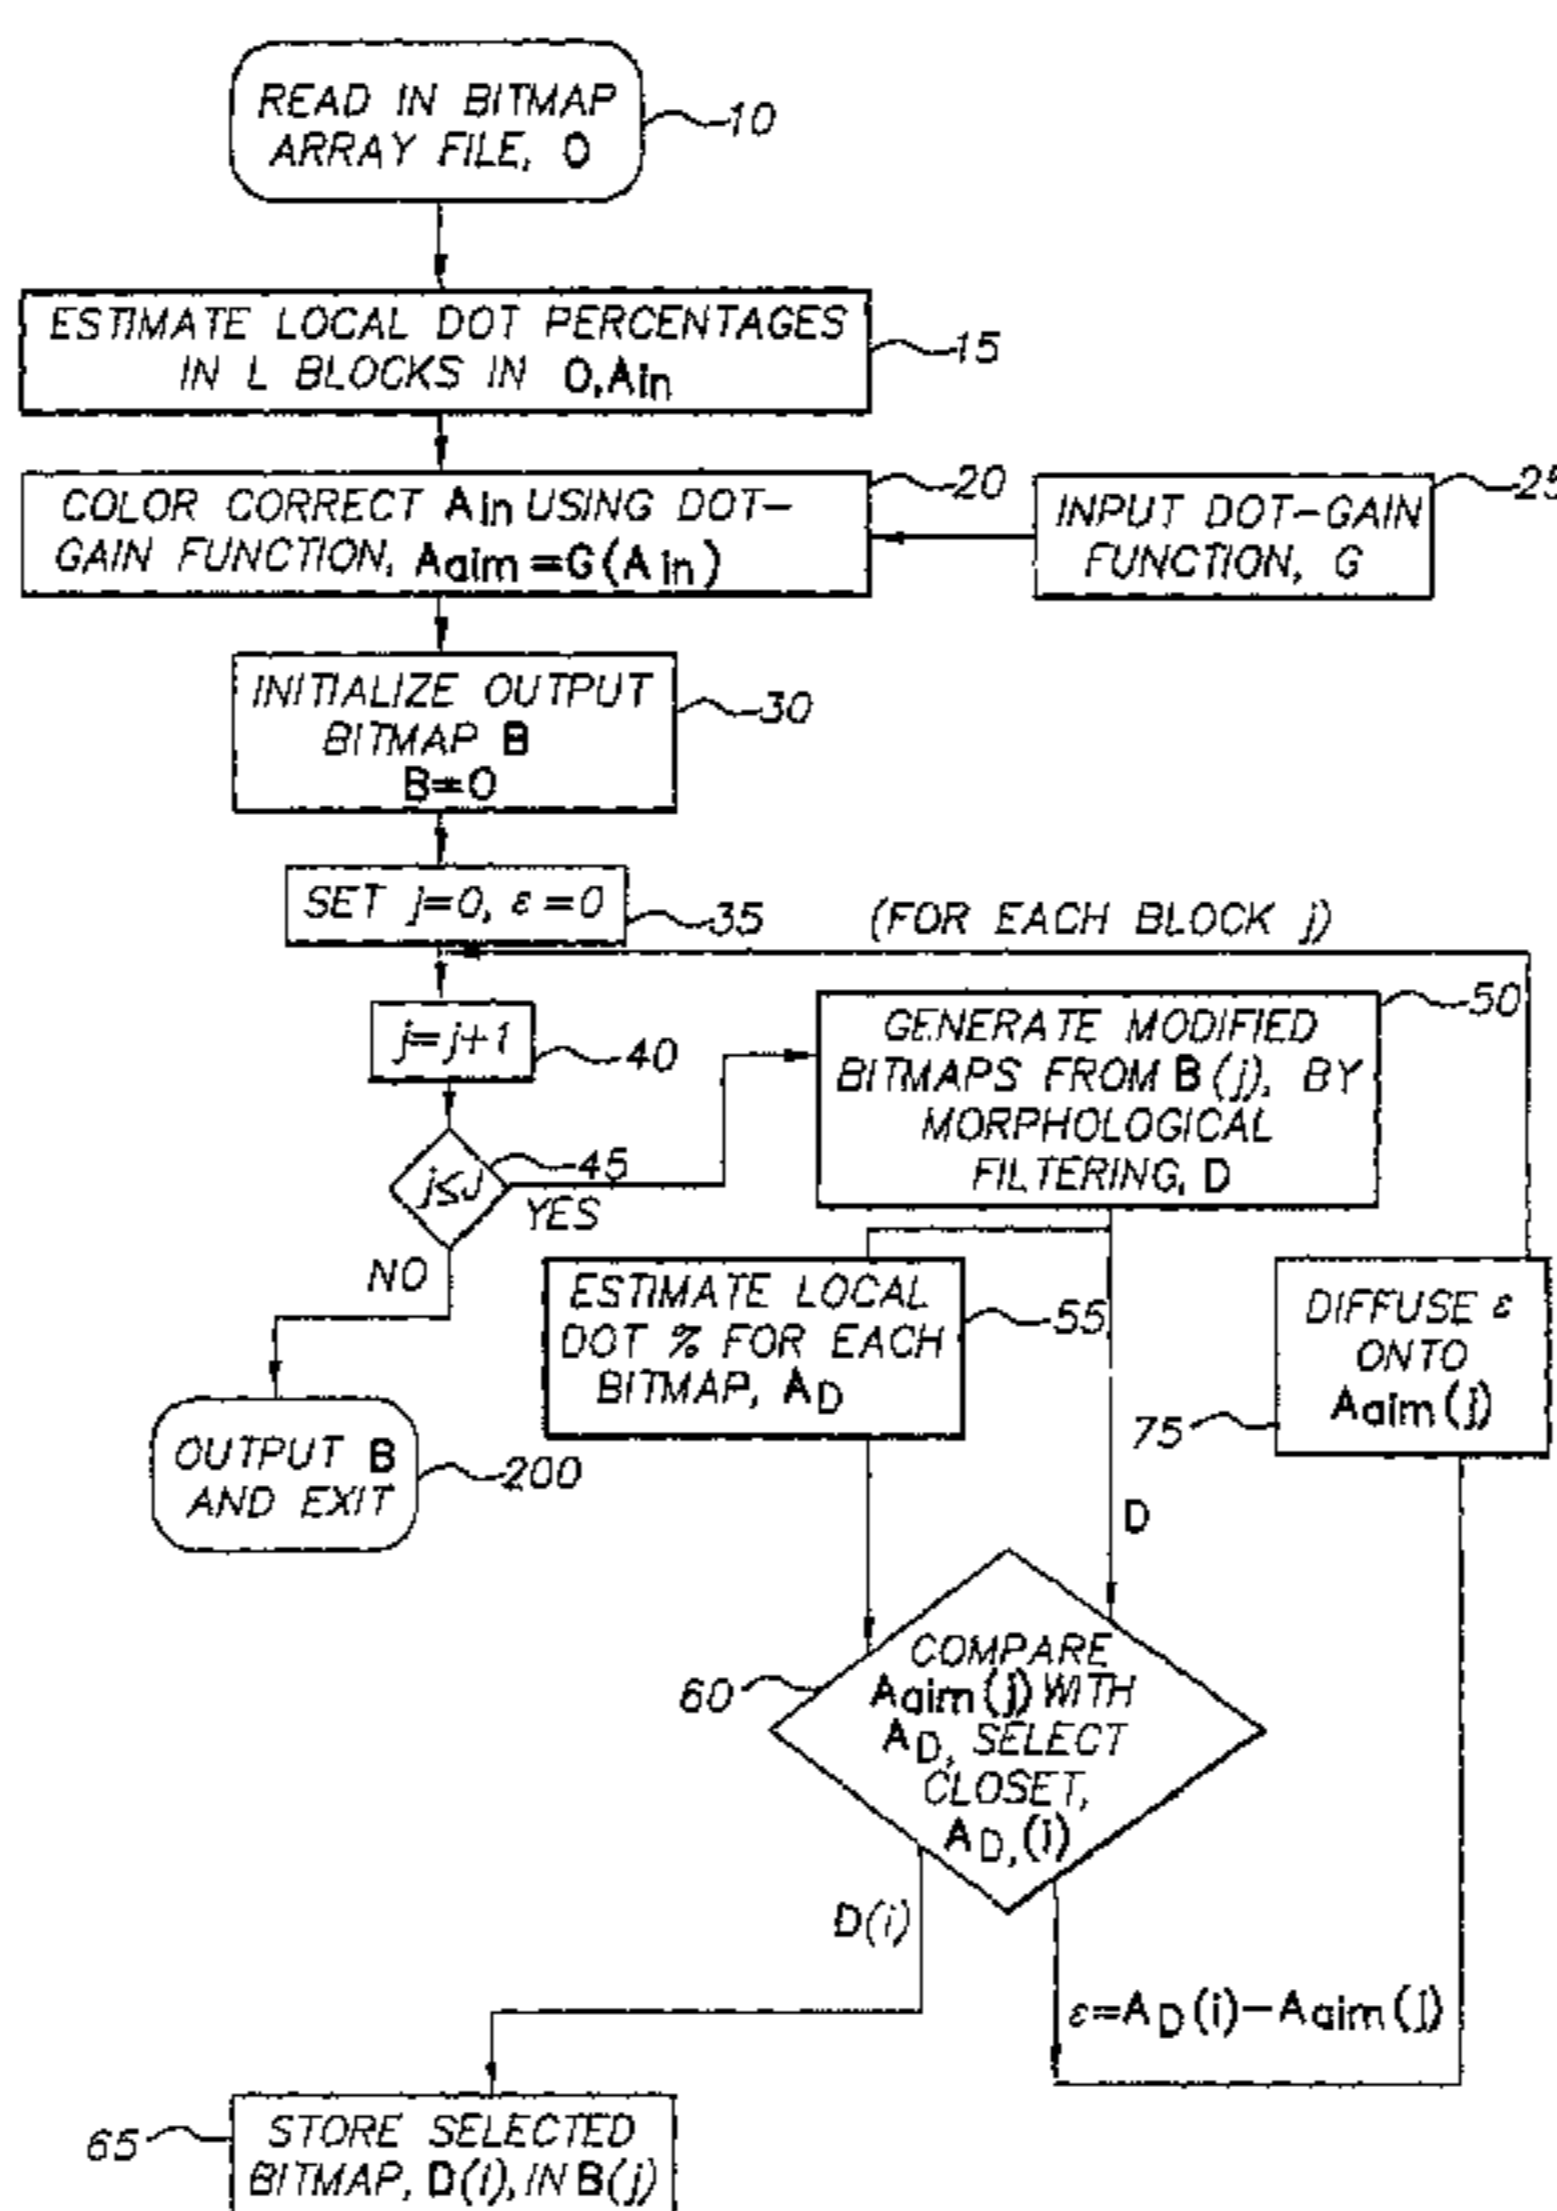 READ IN BITMAP
ARRAY FILE, O
10
ESTIMATE LOCAL DOT PERCENTAGES
IN L BLOCKS IN O,Ain
15
COLOR CORRECT Ain USING DOT-
GAIN FUNCTION, Aaim=G(Ain)
20
INPUT DOT-GAIN
FUNCTION, G
25
INITIALIZE OUTPUT
BITMAP B
B=O
30
SET j=0, ε=0
35
(FOR EACH BLOCK j)
j=j+1
40
j≤J
45
YES
NO
GENERATE MODIFIED
BITMAPS FROM B(j), BY
MORPHOLOGICAL
FILTERING, D
50
ESTIMATE LOCAL
DOT % FOR EACH
BITMAP, AD
55
DIFFUSE ε
ONTO
Aaim(j)
75
OUTPUT B
AND EXIT
200
D
COMPARE
Aaim(j) WITH
AD, SELECT
CLOSET,
AD,(i)
60
D(i)
ε=AD(i)-Aaim(j)
STORE SELECTED
BITMAP, D(i), IN B(j)
65